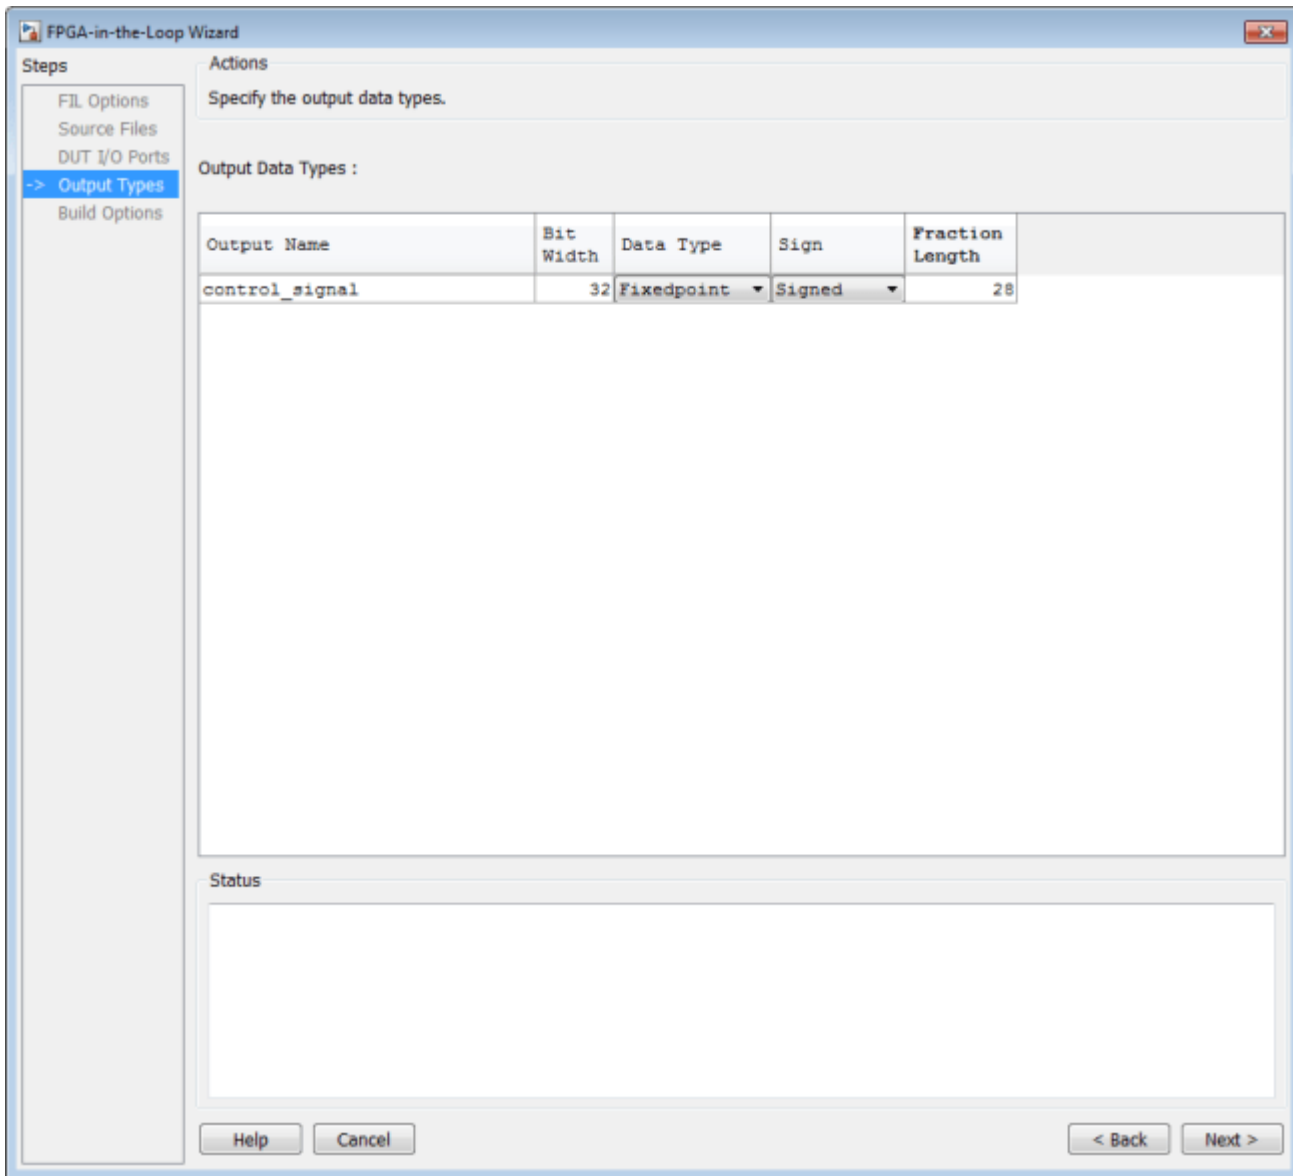 FPGA-in-the-Loop Wizard
Steps
FIL Options
Source Files
DUT I/O Ports
-> Output Types
Build Options
Actions
Specify the output data types.
Output Data Types :
Output Name Bit Width Data Type Sign Fraction Length
control_signal 32 Fixedpoint Signed 28
Status
Help Cancel < Back Next >